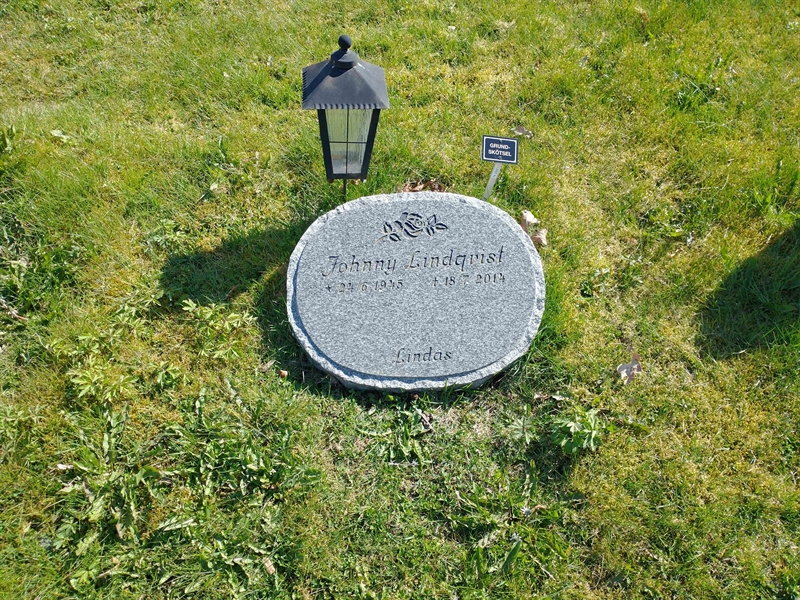 GRUND-
SKÖTSEL
Johnny Lindqvist
* 24 6 1945 † 18 7 2014
Lindås